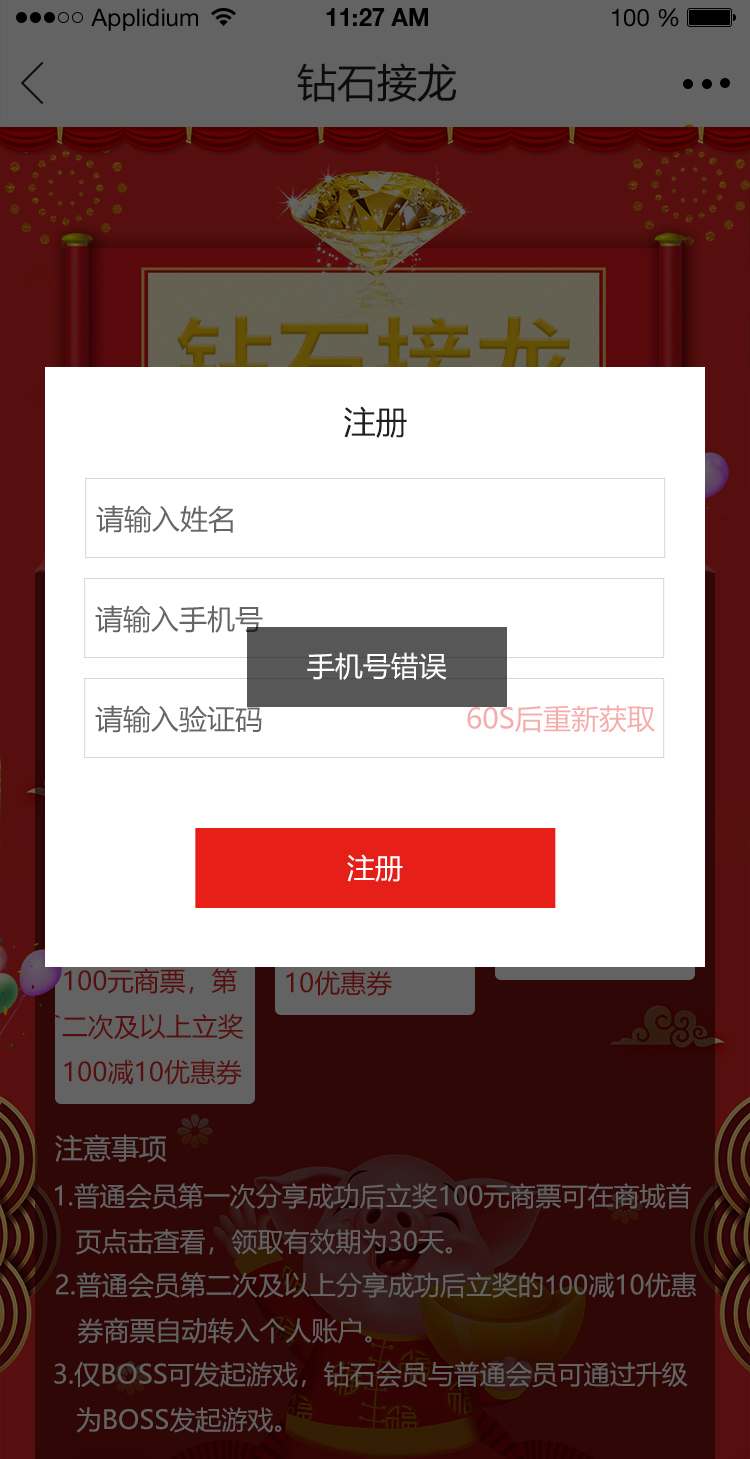 Applidium 11:27 AM 100 %
钻石接龙
钻石接龙
注册
请输入姓名
请输入手机号
手机号错误
请输入验证码 60S后重新获取
注册
100元商票，第
二次及以上立奖
100减10优惠券
10优惠券
注意事项
1.普通会员第一次分享成功后立奖100元商票可在商城首
页点击查看，领取有效期为30天。
2.普通会员第二次及以上分享成功后立奖的100减10优惠
券商票自动转入个人账户。
3.仅BOSS可发起游戏，钻石会员与普通会员可通过升级
为BOSS发起游戏。